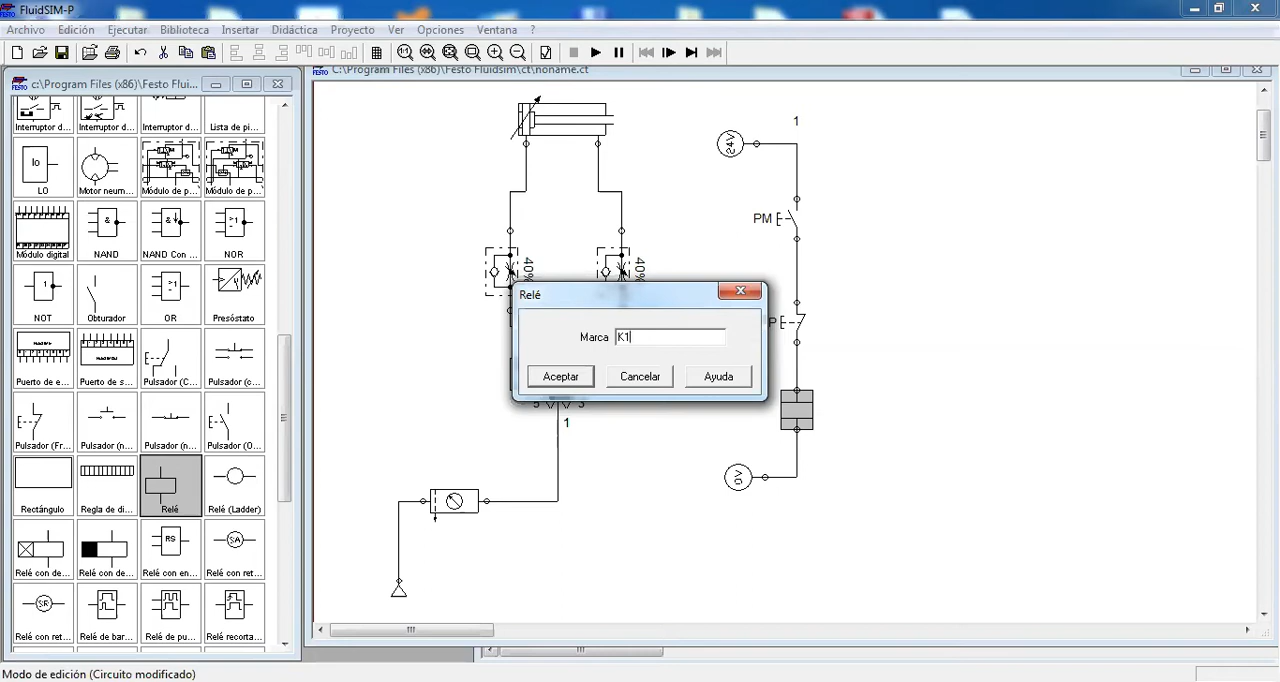 FluidSIM-P
Archivo Edición Ejecutar Biblioteca Insertar Didáctica Proyecto Ver Opciones Ventana ?
c:\Program Files (x86)\Festo Flui...
C:\Program Files (x86)\Festo Fluidsim\ct\noname.ct
Interruptor d... Interruptor d... Interruptor d... Lista de pi...
LO Motor neum... Módulo de p... Módulo de p...
Módulo digital NAND NAND Con ... NOR
NOT Obturador OR Presóstato
Puerto de e... Puerto de s... Pulsador (C... Pulsador (c...
Pulsador (Fr... Pulsador (n... Pulsador (n... Pulsador (O...
Rectángulo Regla de di... Relé Relé (Ladder)
Relé con de... Relé con de... Relé con en... Relé con ret...
Relé con ret... Relé de bar... Relé de pu... Relé recorta...
1
24V
PM
40%
40%
Relé
Marca K1
Aceptar Cancelar Ayuda
P
5 3
1
0V
Modo de edición (Circuito modificado)